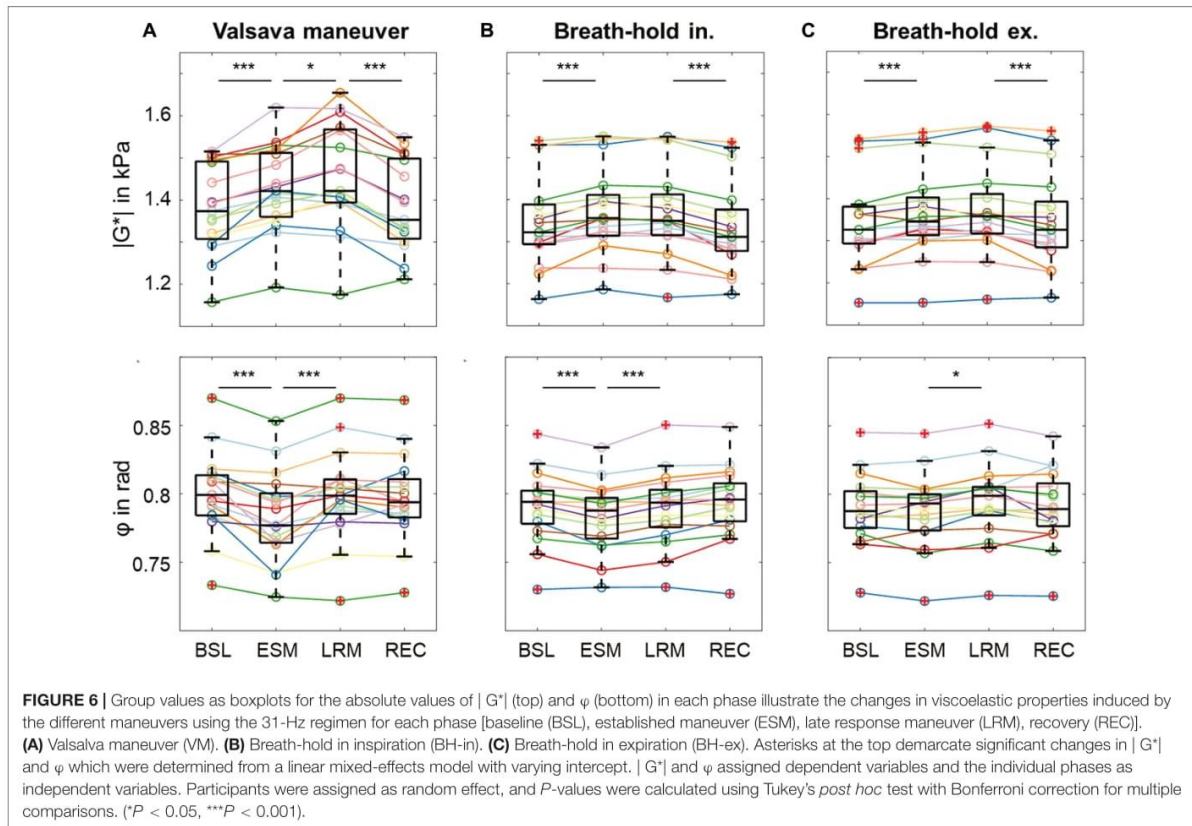 A Valsava maneuver B Breath-hold in. C Breath-hold ex.
*** * *** *** *** *** ***
1.6
1.4
1.2
|G*| in kPa
*** *** *** *** *
0.85
0.8
0.75
φ in rad
BSL ESM LRM REC BSL ESM LRM REC BSL ESM LRM REC
FIGURE 6 | Group values as boxplots for the absolute values of | G*| (top) and φ (bottom) in each phase illustrate the changes in viscoelastic properties induced by
the different maneuvers using the 31-Hz regimen for each phase [baseline (BSL), established maneuver (ESM), late response maneuver (LRM), recovery (REC)].
(A) Valsalva maneuver (VM). (B) Breath-hold in inspiration (BH-in). (C) Breath-hold in expiration (BH-ex). Asterisks at the top demarcate significant changes in | G*|
and φ which were determined from a linear mixed-effects model with varying intercept. | G*| and φ assigned dependent variables and the individual phases as
independent variables. Participants were assigned as random effect, and P-values were calculated using Tukey's post hoc test with Bonferroni correction for multiple
comparisons. (*P < 0.05, ***P < 0.001).